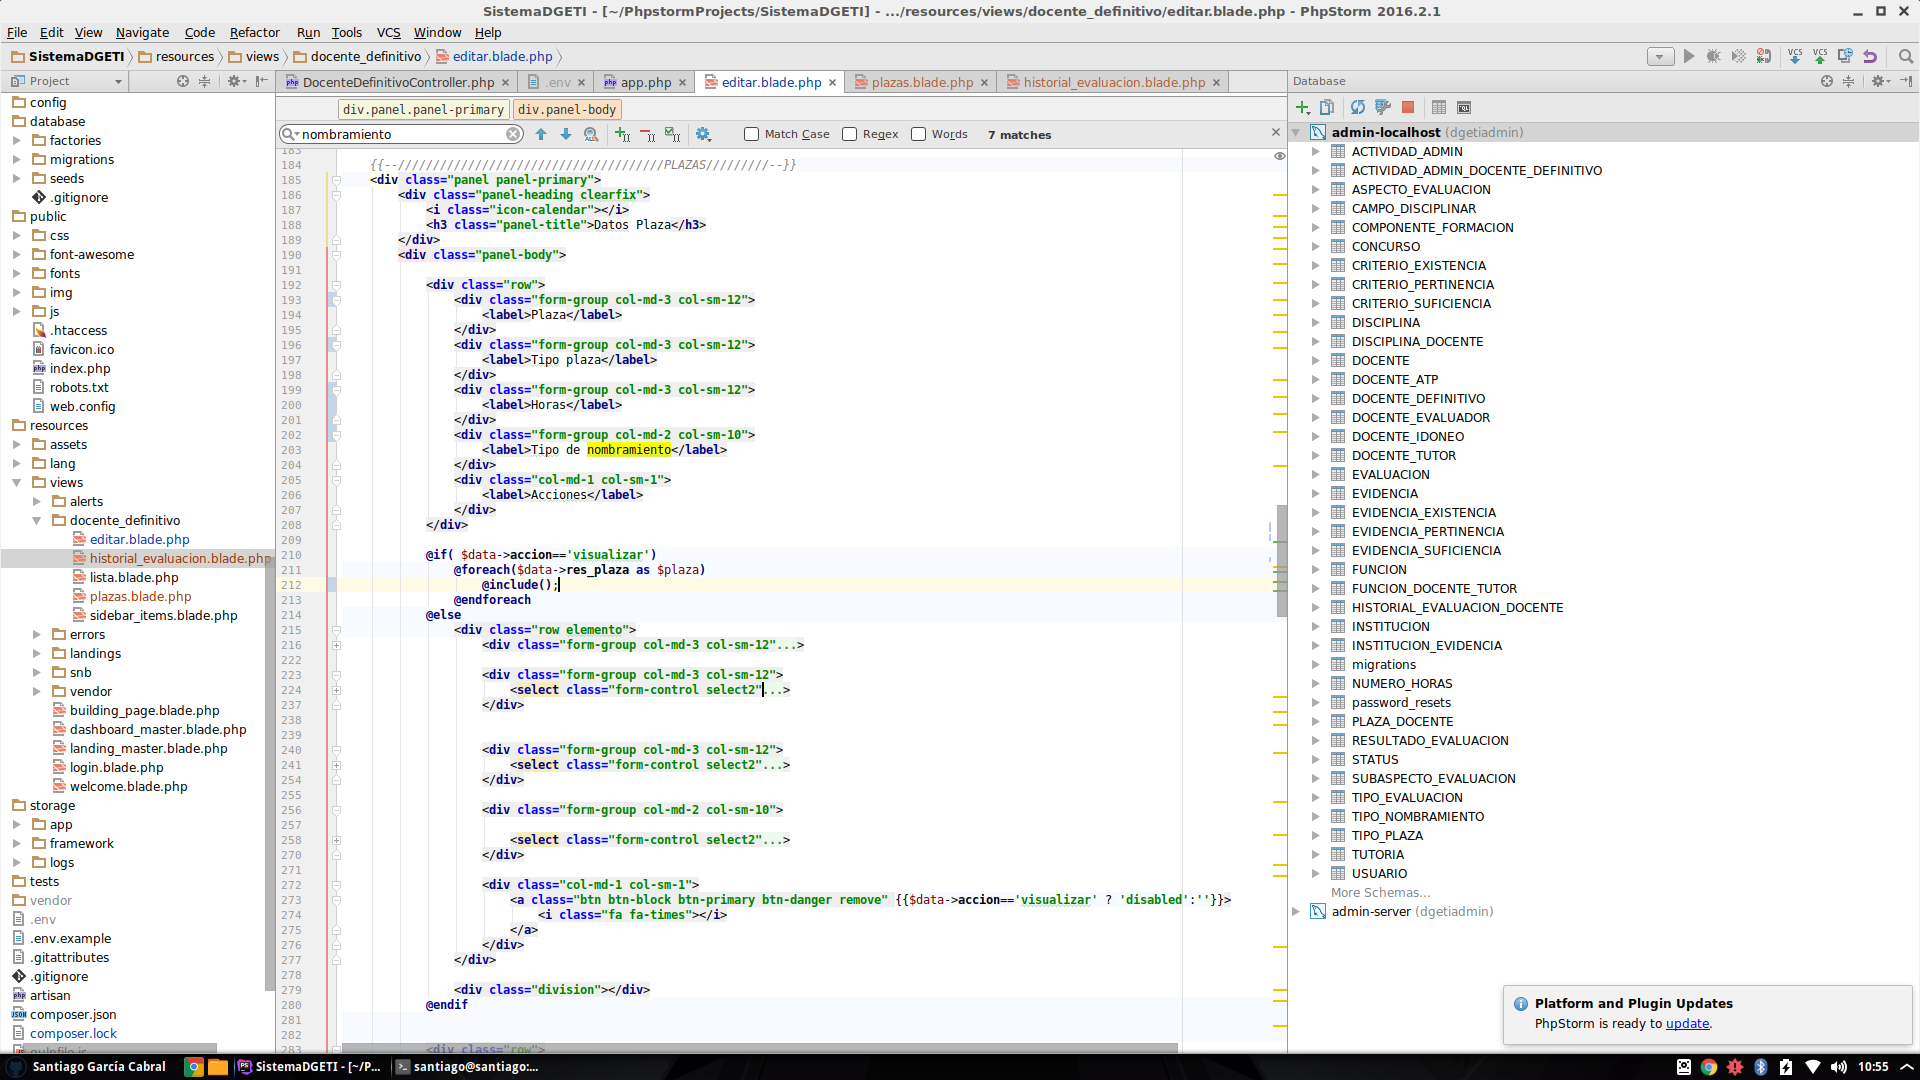 SistemaDGETI - [~/PhpstormProjects/SistemaDGETI] - .../resources/views/docente_definitivo/editar.blade.php - PhpStorm 2016.2.1
File Edit View Navigate Code Refactor Run Tools VCS Window Help
SistemaDGETI resources views docente_definitivo editar.blade.php
Project
DocenteDefinitivoController.php .env app.php editar.blade.php plazas.blade.php historial_evaluacion.blade.php
Database
div.panel.panel-primary div.panel-body
nombramiento Match Case Regex Words 7 matches
config
database
factories
migrations
seeds
.gitignore
public
css
font-awesome
fonts
img
js
.htaccess
favicon.ico
index.php
robots.txt
web.config
resources
assets
lang
views
alerts
docente_definitivo
editar.blade.php
historial_evaluacion.blade.php
lista.blade.php
plazas.blade.php
sidebar_items.blade.php
errors
landings
snb
vendor
building_page.blade.php
dashboard_master.blade.php
landing_master.blade.php
login.blade.php
welcome.blade.php
storage
app
framework
logs
tests
vendor
.env
.env.example
.gitattributes
.gitignore
artisan
composer.json
composer.lock
gulpfile.js
183
184 {{--//////////////////////////////////////PLAZAS/////////--}}
185 <div class="panel panel-primary">
186 <div class="panel-heading clearfix">
187 <i class="icon-calendar"></i>
188 <h3 class="panel-title">Datos Plaza</h3>
189 </div>
190 <div class="panel-body">
191
192 <div class="row">
193 <div class="form-group col-md-3 col-sm-12">
194 <label>Plaza</label>
195 </div>
196 <div class="form-group col-md-3 col-sm-12">
197 <label>Tipo plaza</label>
198 </div>
199 <div class="form-group col-md-3 col-sm-12">
200 <label>Horas</label>
201 </div>
202 <div class="form-group col-md-2 col-sm-10">
203 <label>Tipo de nombramiento</label>
204 </div>
205 <div class="col-md-1 col-sm-1">
206 <label>Acciones</label>
207 </div>
208 </div>
209
210 @if( $data->accion=='visualizar')
211 @foreach($data->res_plaza as $plaza)
212 @include();
213 @endforeach
214 @else
215 <div class="row elemento">
216 <div class="form-group col-md-3 col-sm-12"...>
222
223 <div class="form-group col-md-3 col-sm-12">
224 <select class="form-control select2"...>
237 </div>
238
239
240 <div class="form-group col-md-3 col-sm-12">
241 <select class="form-control select2"...>
254 </div>
255
256 <div class="form-group col-md-2 col-sm-10">
257
258 <select class="form-control select2"...>
270 </div>
271
272 <div class="col-md-1 col-sm-1">
273 <a class="btn btn-block btn-primary btn-danger remove" {{$data->accion=='visualizar' ? 'disabled':''}}>
274 <i class="fa fa-times"></i>
275 </a>
276 </div>
277 </div>
278
279 <div class="division"></div>
280 @endif
281
282
283 <div class="row">
admin-localhost (dgetiadmin)
ACTIVIDAD_ADMIN
ACTIVIDAD_ADMIN_DOCENTE_DEFINITIVO
ASPECTO_EVALUACION
CAMPO_DISCIPLINAR
COMPONENTE_FORMACION
CONCURSO
CRITERIO_EXISTENCIA
CRITERIO_PERTINENCIA
CRITERIO_SUFICIENCIA
DISCIPLINA
DISCIPLINA_DOCENTE
DOCENTE
DOCENTE_ATP
DOCENTE_DEFINITIVO
DOCENTE_EVALUADOR
DOCENTE_IDONEO
DOCENTE_TUTOR
EVALUACION
EVIDENCIA
EVIDENCIA_EXISTENCIA
EVIDENCIA_PERTINENCIA
EVIDENCIA_SUFICIENCIA
FUNCION
FUNCION_DOCENTE_TUTOR
HISTORIAL_EVALUACION_DOCENTE
INSTITUCION
INSTITUCION_EVIDENCIA
migrations
NUMERO_HORAS
password_resets
PLAZA_DOCENTE
RESULTADO_EVALUACION
STATUS
SUBASPECTO_EVALUACION
TIPO_EVALUACION
TIPO_NOMBRAMIENTO
TIPO_PLAZA
TUTORIA
USUARIO
More Schemas...
admin-server (dgetiadmin)
Platform and Plugin Updates
PhpStorm is ready to update.
Santiago García Cabral SistemaDGETI - [~/P... santiago@santiago:... 10:55